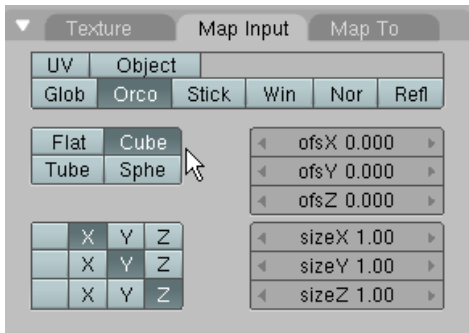 Texture Map Input Map To
UV Object
Glob Orco Stick Win Nor Refl
Flat Cube ofsX 0.000
Tube Sphe ofsY 0.000
ofsZ 0.000
X Y Z sizeX 1.00
X Y Z sizeY 1.00
X Y Z sizeZ 1.00